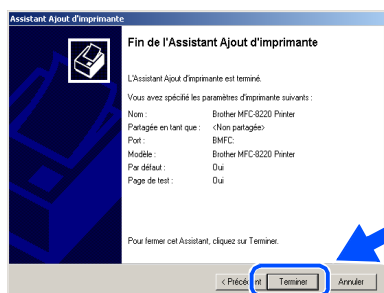 Assistant Ajout d'imprimante
Fin de l'Assistant Ajout d'imprimante
L'Assistant Ajout d'imprimante est terminé.
Vous avez spécifié les paramètres d'imprimante suivants :
Nom : Brother MFC-8220 Printer
Partagée en tant que : <Non partagée>
Port : BMFC:
Modèle : Brother MFC-8220 Printer
Par défaut : Oui
Page de test : Oui
Pour fermer cet Assistant, cliquez sur Terminer.
< Précéd nt Terminer Annuler